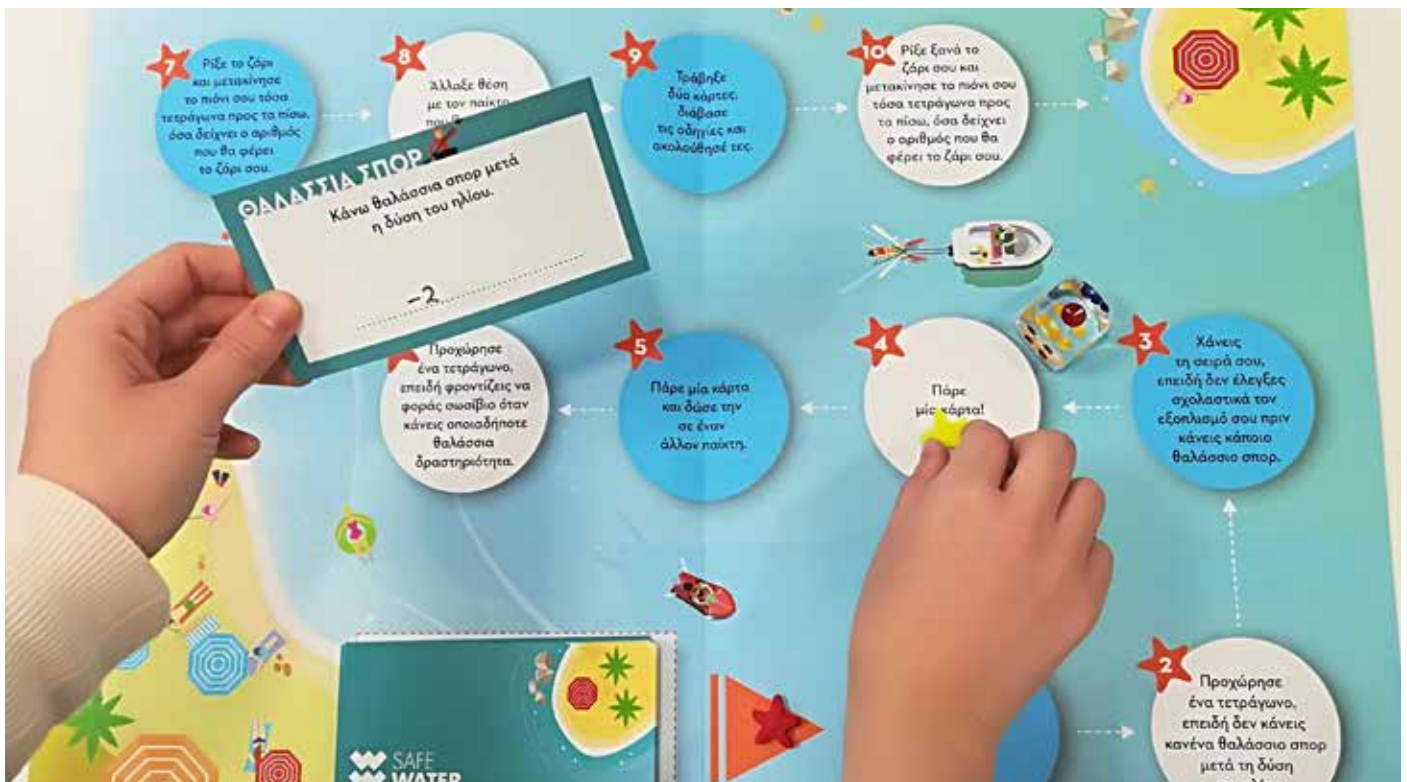 7
Ρίξε το ζάρι
και μετακίνησε
το πιόνι σου τόσα
τετράγωνα προς τα πίσω,
όσα δείχνει ο αριθμός
που θα φέρει
το ζάρι σου.
8
Άλλαξε θέση
με τον παίκτη
που
9
Τράβηξε
δύο κάρτες,
διάβασε
τις οδηγίες και
ακολούθησέ τες.
10
Ρίξε ξανά το
ζάρι σου και
μετακίνησε το πιόνι σου
τόσα τετράγωνα προς
τα πίσω, όσα δείχνει
ο αριθμός που θα
φέρει το ζάρι σου.
ΘΑΛΑΣΣΙΑ ΣΠΟΡ
Κάνω θαλάσσια σπορ μετά
η δύση του ηλίου.
-2
Προχώρησε
ένα τετράγωνο,
επειδή φροντίζεις να
φοράς σωσίβιο όταν
κάνεις οποιαδήποτε
θαλάσσια
δραστηριότητα.
5
Πάρε μία κάρτα
και δώσε την
σε έναν
άλλον παίκτη.
4
Πάρε
μία κάρτα!
3
Χάνεις
τη σειρά σου,
επειδή δεν έλεγξες
σχολαστικά τον
εξοπλισμό σου πριν
κάνεις κάποιο
θαλάσσιο σπορ.
2
Προχώρησε
ένα τετράγωνο,
επειδή δεν κάνεις
κανένα θαλάσσιο σπορ
μετά τη δύση
SAFE
WATER